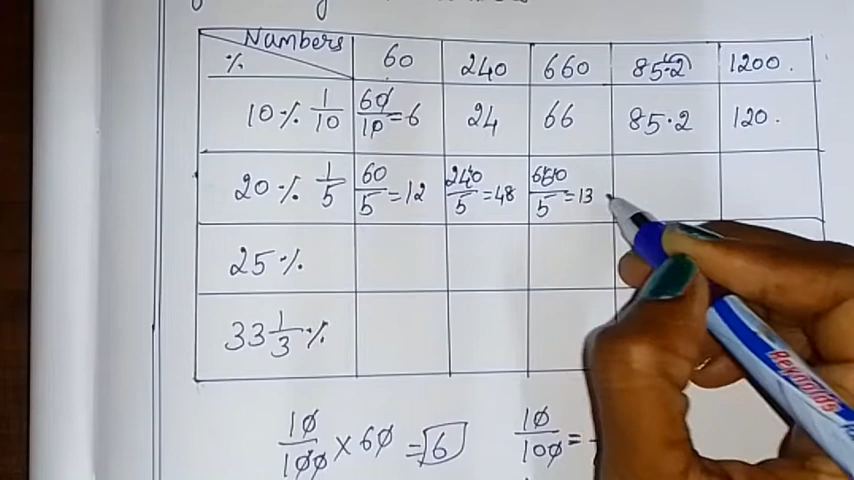 Numbers
%
60
240
660
85.2
1200.
10% 1/10
60/10 = 6
24
66
85.2
120.
20% 1/5
60/5 = 12
240/5 = 48
660/5 = 13
25%
33 1/3 %
10/100 × 60 = 6
10/100 =
Reynolds